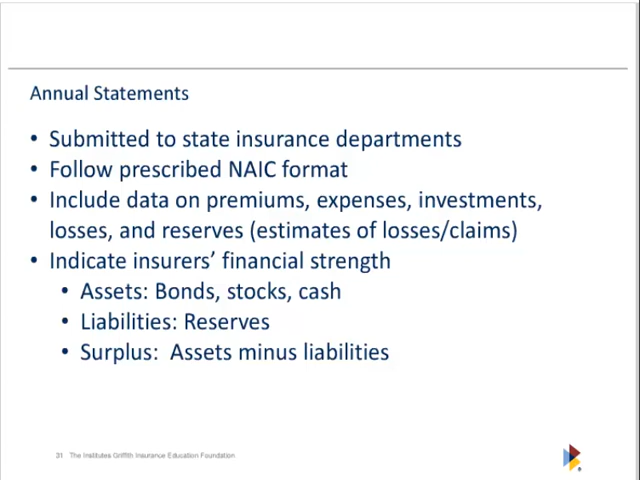 Annual Statements
• Submitted to state insurance departments
• Follow prescribed NAIC format
• Include data on premiums, expenses, investments,
losses, and reserves (estimates of losses/claims)
• Indicate insurers’ financial strength
• Assets: Bonds, stocks, cash
• Liabilities: Reserves
• Surplus:  Assets minus liabilities
31 The Institutes Griffith Insurance Education Foundation
®